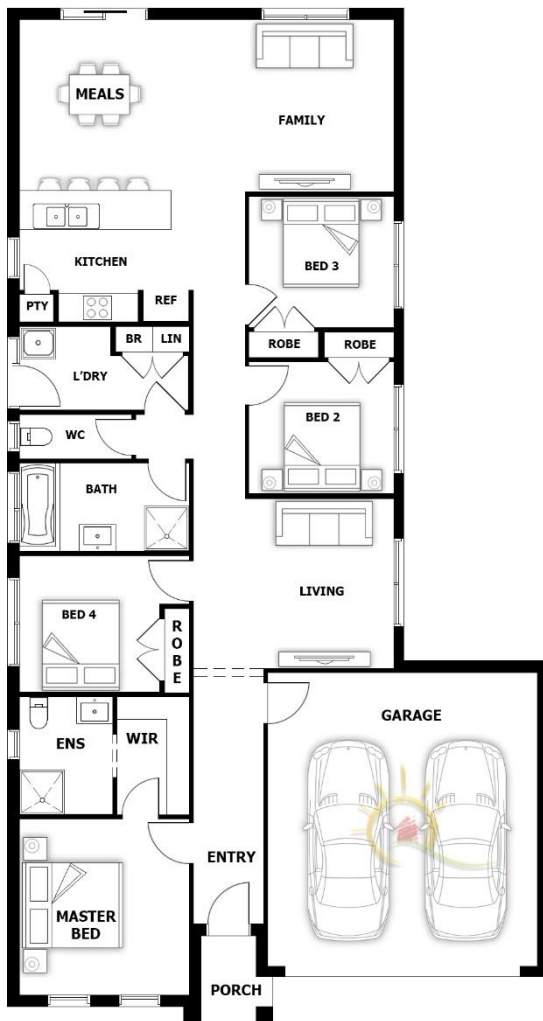 MEALS
FAMILY
KITCHEN
BED 3
PTY
REF
BR
LIN
ROBE
ROBE
L'DRY
BED 2
WC
BATH
LIVING
BED 4
ROBE
GARAGE
ENS
WIR
ENTRY
MASTER
BED
PORCH